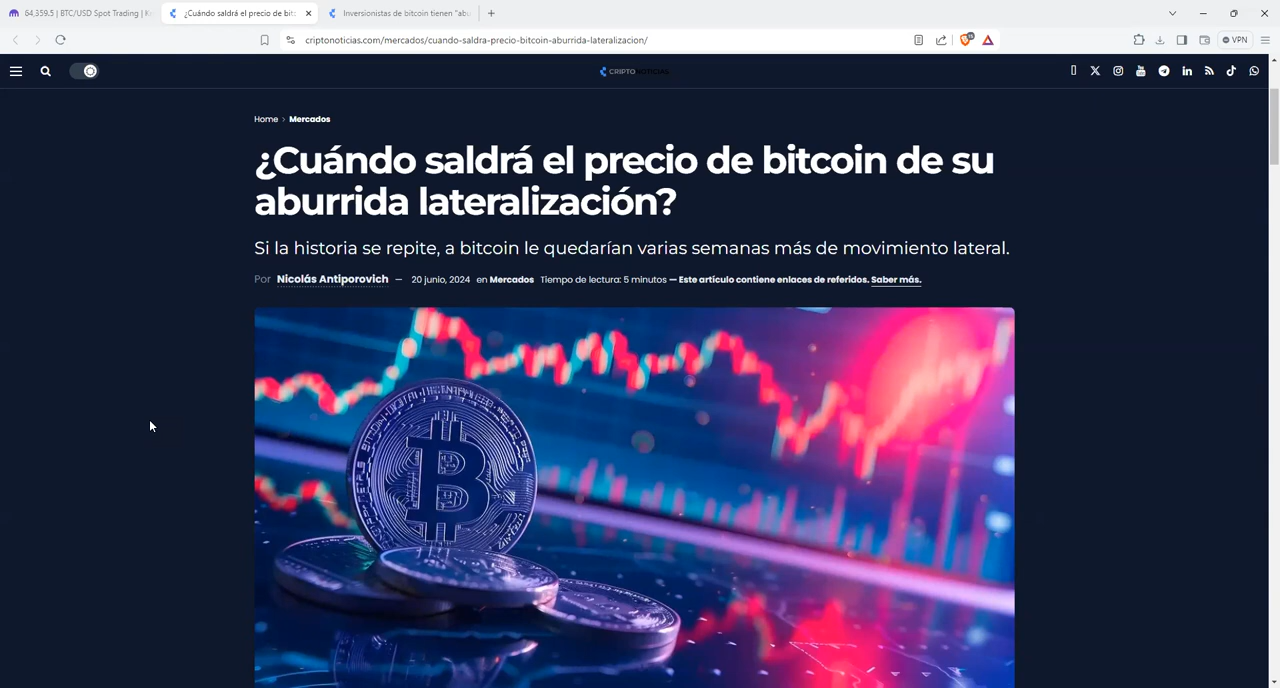 64,359.5 | BTC/USD Spot Trading | K
¿Cuándo saldrá el precio de bitc
Inversionistas de bitcoin tienen "abu
criptonoticias.com/mercados/cuando-saldra-precio-bitcoin-aburrida-lateralizacion/
VPN
CRIPTONOTICIAS
Home > Mercados
¿Cuándo saldrá el precio de bitcoin de su
aburrida lateralización?
Si la historia se repite, a bitcoin le quedarían varias semanas más de movimiento lateral.
Por Nicolás Antiporovich — 20 junio, 2024 en Mercados Tiempo de lectura: 5 minutos — Este artículo contiene enlaces de referidos. Saber más.